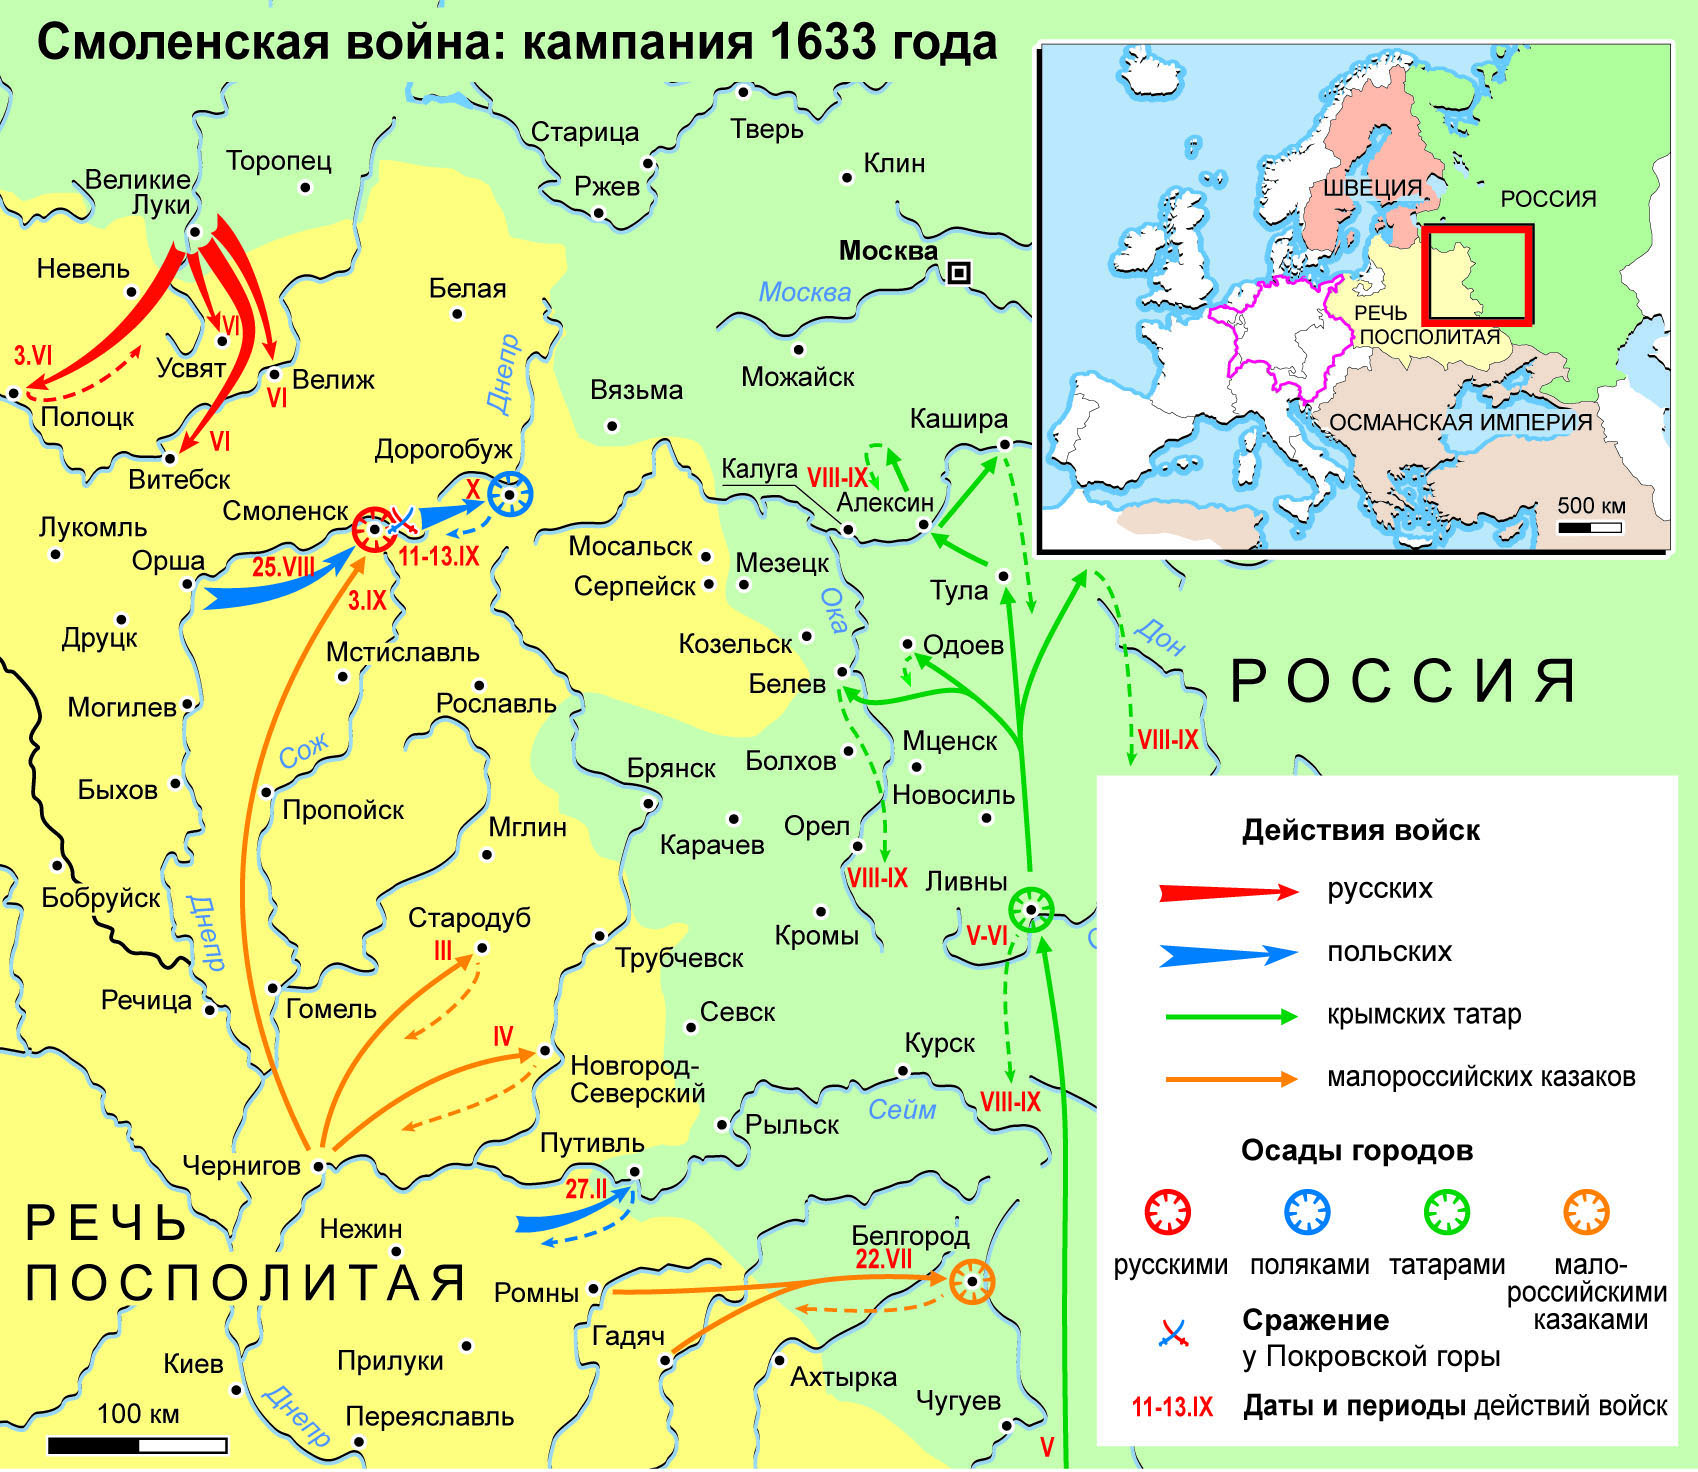 Смоленская война: кампания 1633 года
Старица
Тверь
Клин
Торопец
Великие
Луки
Ржев
Москва
Москва
Невель
Белая
Днепр
3.VI
VI
Усвят
Велиж
VI
Полоцк
VI
Витебск
Можайск
Вязьма
Кашира
Дорогобуж
Калуга
VIII-IX
Алексин
X
Смоленск
Лукомль
11-13.IX
25.VIII
Орша
3.IX
Мосальск
Мезецк
Серпейск
Тула
Ока
Дон
Друцк
Мстиславль
Козельск
Одоев
Белев
Рославль
Могилев
РОССИЯ
Сож
VIII-IX
Мценск
Болхов
Брянск
Быхов
Пропойск
Новосиль
Мглин
Орел
Карачев
VIII-IX
Ливны
Бобруйск
Днепр
Стародуб
III
Кромы
V-VI
Трубчевск
Речица
Гомель
Севск
IV
Курск
Новгород-
Северский
Сейм
VIII-IX
Рыльск
Путивль
Чернигов
27.II
РЕЧЬ
ПОСПОЛИТАЯ
Нежин
Белгород
22.VII
Ромны
Гадяч
Киев
Прилуки
Ахтырка
Чугуев
Днепр
Переяславль
100 км
V
ШВЕЦИЯ
РОССИЯ
РЕЧЬ
ПОСПОЛИТАЯ
ОСМАНСКАЯ ИМПЕРИЯ
500 км
Действия войск
русских
польских
крымских татар
малороссийских казаков
Осады городов
русскими
поляками
татарами
мало-
российскими
казаками
Сражение
у Покровской горы
11-13.IX
Даты и периоды действий войск